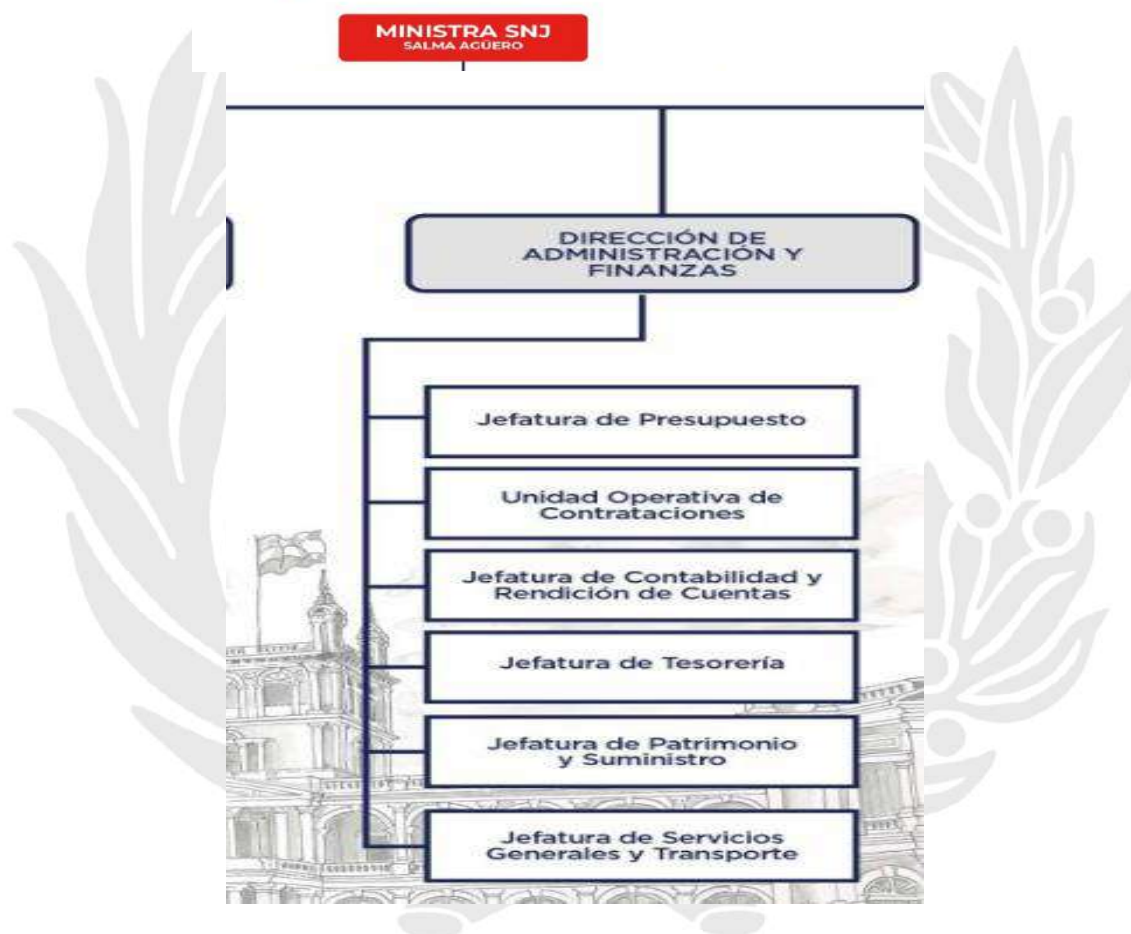 MINISTRA SNJ
SALMA AGÜERO
DIRECCIÓN DE
ADMINISTRACIÓN Y
FINANZAS
Jefatura de Presupuesto
Unidad Operativa de
Contrataciones
Jefatura de Contabilidad y
Rendición de Cuentas
Jefatura de Tesorería
Jefatura de Patrimonio
y Suministro
Jefatura de Servicios
Generales y Transporte